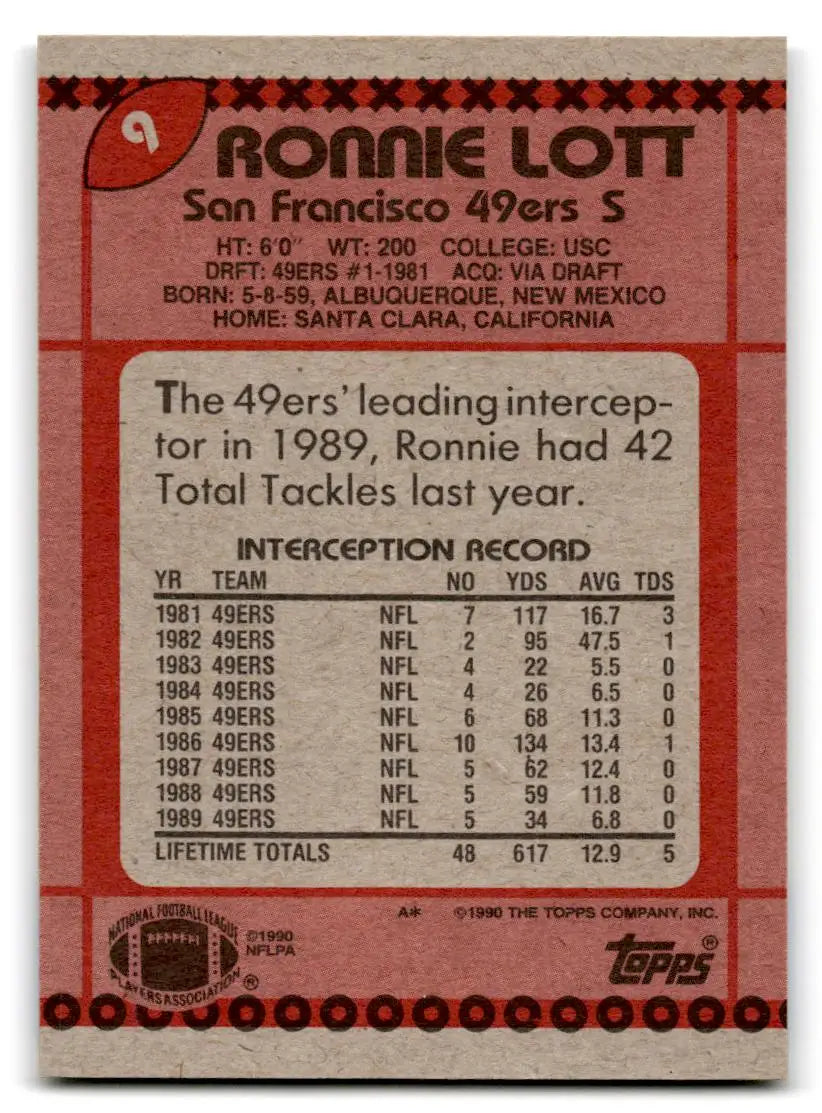 9
RONNIE LOTT
San Francisco 49ers S
HT: 6'0" WT: 200 COLLEGE: USC
DRFT: 49ERS #1-1981 ACQ: VIA DRAFT
BORN: 5-8-59, ALBUQUERQUE, NEW MEXICO
HOME: SANTA CLARA, CALIFORNIA
The 49ers' leading intercep-
tor in 1989, Ronnie had 42
Total Tackles last year.
INTERCEPTION RECORD
YR TEAM NO YDS AVG TDS
1981 49ERS NFL 7 117 16.7 3
1982 49ERS NFL 2 95 47.5 1
1983 49ERS NFL 4 22 5.5 0
1984 49ERS NFL 4 26 6.5 0
1985 49ERS NFL 6 68 11.3 0
1986 49ERS NFL 10 134 13.4 1
1987 49ERS NFL 5 62 12.4 0
1988 49ERS NFL 5 59 11.8 0
1989 49ERS NFL 5 34 6.8 0
LIFETIME TOTALS 48 617 12.9 5
NATIONAL FOOTBALL LEAGUE
PLAYERS ASSOCIATION ®
©1990
NFLPA
A* ©1990 THE TOPPS COMPANY, INC.
Topps®